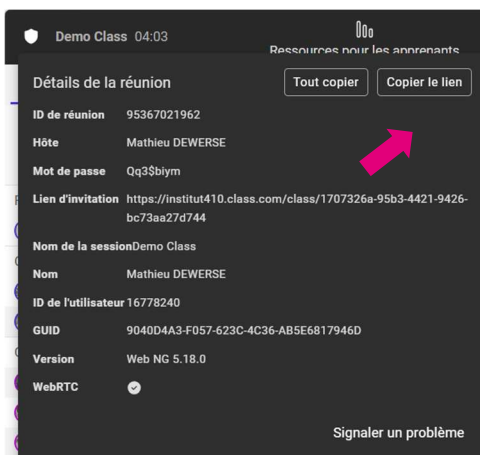 Demo Class 04:03
Ressources pour les apprenants
Détails de la réunion
Tout copier
Copier le lien
ID de réunion 95367021962
Hôte Mathieu DEWERSE
Mot de passe Qq3$biym
Lien d'invitation https://institut410.class.com/class/1707326a-95b3-4421-9426-
bc73aa27d744
Nom de la session Demo Class
Nom Mathieu DEWERSE
ID de l'utilisateur 16778240
GUID 9040D4A3-F057-623C-4C36-AB5E6817946D
Version Web NG 5.18.0
WebRTC
Signaler un problème